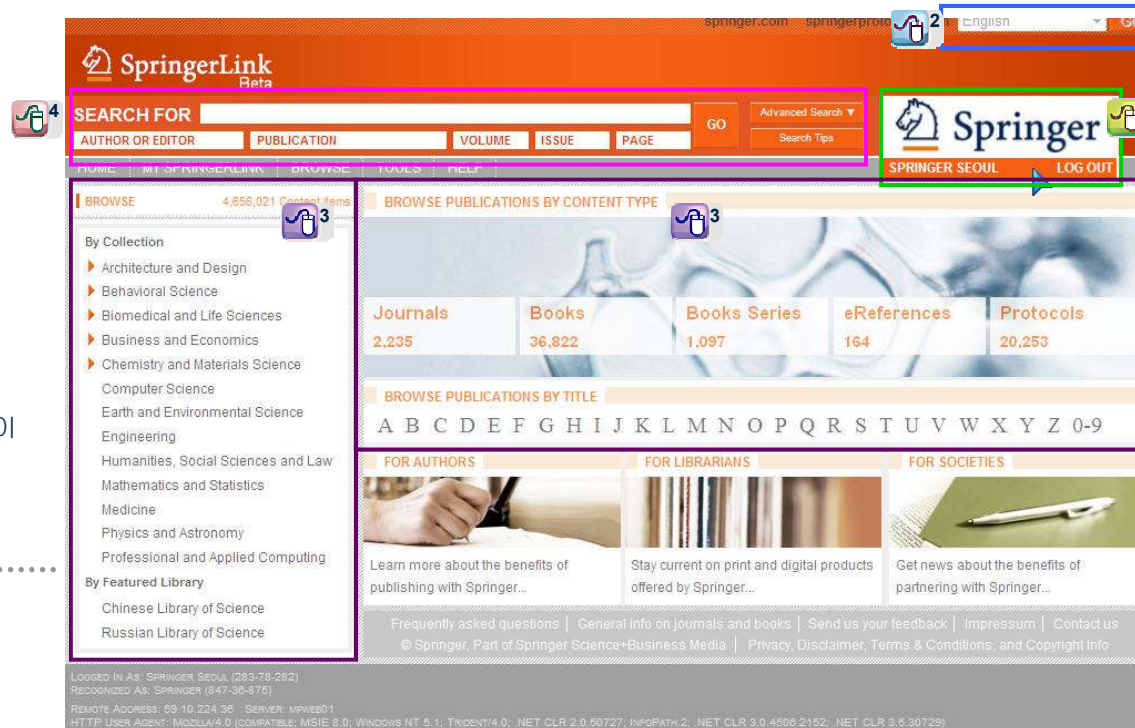 springer.com springerproto
2
English
Go
SpringerLink
Beta
4
SEARCH FOR
GO
Advanced Search ▼
Search Tips
AUTHOR OR EDITOR PUBLICATION VOLUME ISSUE PAGE
Springer
SPRINGER SEOUL LOG OUT
HOME MY SPRINGERLINK BROWSE TOOLS HELP
BROWSE 4,656,021 Content Items
3
By Collection
Architecture and Design
Behavioral Science
Biomedical and Life Sciences
Business and Economics
Chemistry and Materials Science
Computer Science
Earth and Environmental Science
Engineering
Humanities, Social Sciences and Law
Mathematics and Statistics
Medicine
Physics and Astronomy
Professional and Applied Computing
By Featured Library
Chinese Library of Science
Russian Library of Science
이
BROWSE PUBLICATIONS BY CONTENT TYPE
3
Journals Books Books Series eReferences Protocols
2,235 36,822 1,097 164 20,253
BROWSE PUBLICATIONS BY TITLE
A B C D E F G H I J K L M N O P Q R S T U V W X Y Z 0-9
FOR AUTHORS
Learn more about the benefits of
publishing with Springer...
FOR LIBRARIANS
Stay current on print and digital products
offered by Springer...
FOR SOCIETIES
Get news about the benefits of
partnering with Springer...
Frequently asked questions | General info on journals and books | Send us your feedback | Impressum | Contact us
© Springer, Part of Springer Science+Business Media | Privacy, Disclaimer, Terms & Conditions, and Copyright Info
LOGGED IN AS: SPRINGER SEOUL (283-78-282)
RECOGNIZED AS: SPRINGER (847-36-875)
REMOTE ADDRESS: 59.10.224.36 SERVER: MPWEB01
HTTP USER AGENT: MOZILLA/4.0 (COMPATIBLE; MSIE 8.0; WINDOWS NT 5.1; TRIDENT/4.0; .NET CLR 2.0.50727; INFOPATH.2; .NET CLR 3.0.4506.2152; .NET CLR 3.5.30729)